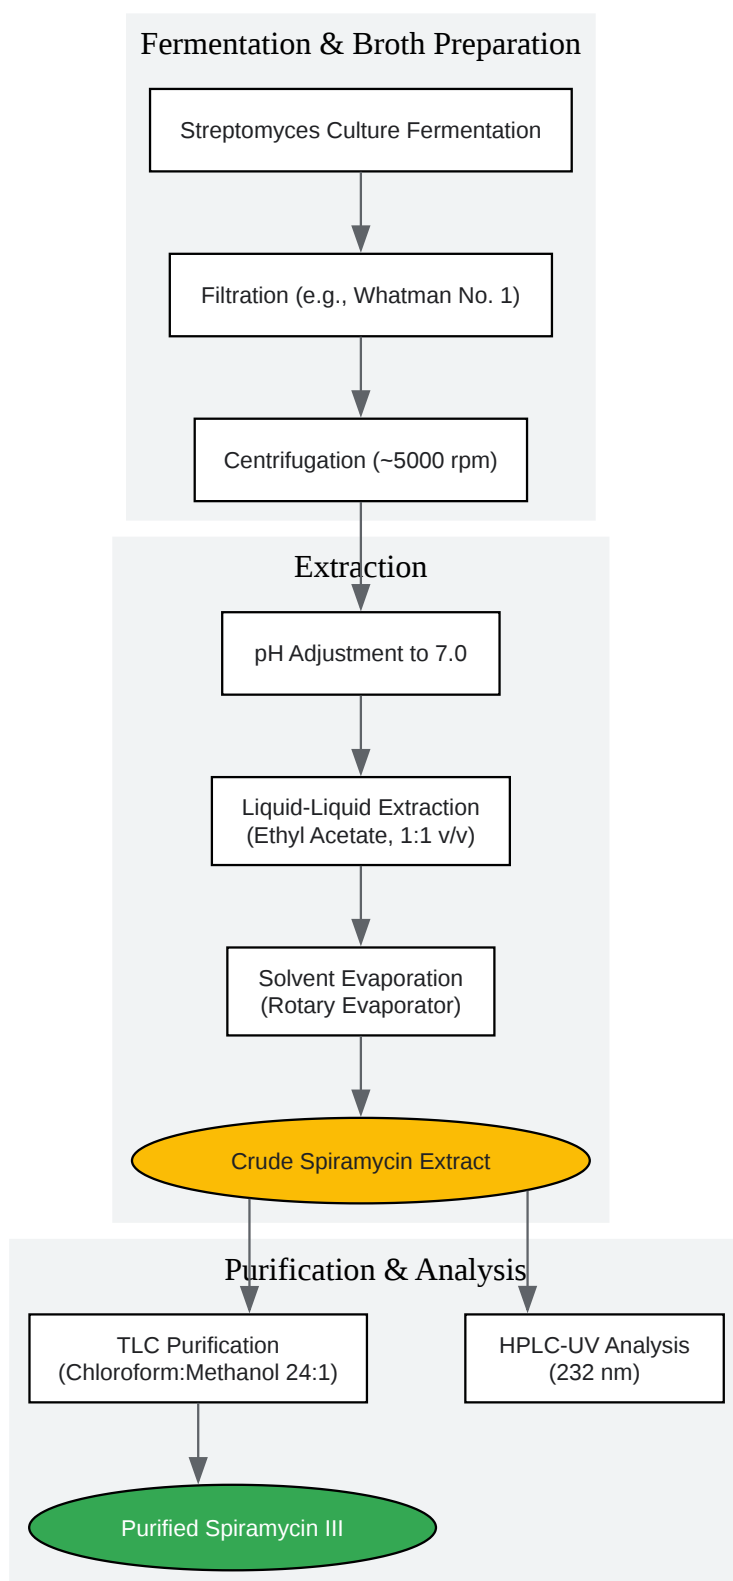 Fermentation & Broth Preparation
Streptomyces Culture Fermentation
Filtration (e.g., Whatman No. 1)
Centrifugation (~5000 rpm)
Extraction
pH Adjustment to 7.0
Liquid-Liquid Extraction
(Ethyl Acetate, 1:1 v/v)
Solvent Evaporation
(Rotary Evaporator)
Crude Spiramycin Extract
Purification & Analysis
TLC Purification
(Chloroform:Methanol 24:1)
HPLC-UV Analysis
(232 nm)
Purified Spiramycin III